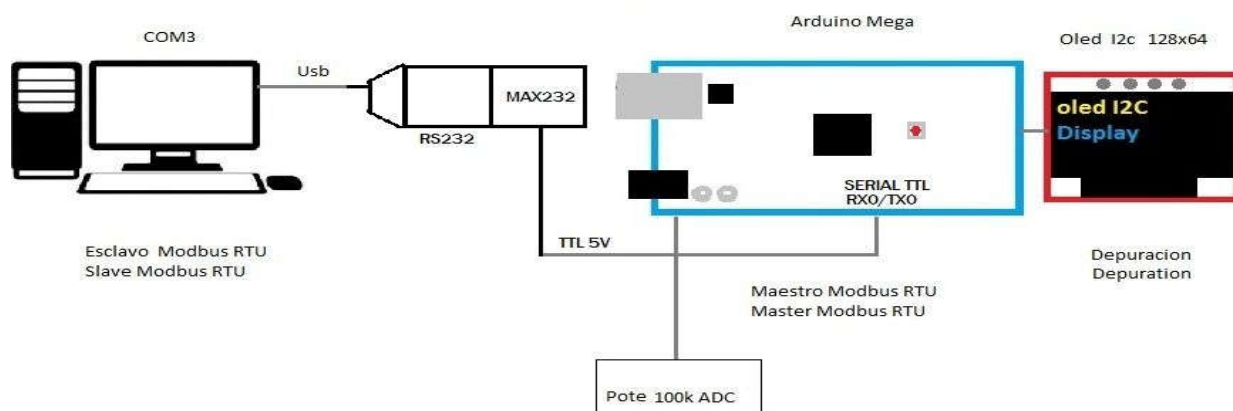 COM3
Usb
MAX232
RS232
Esclavo Modbus RTU
Slave Modbus RTU
TTL 5V
Arduino Mega
SERIAL TTL
RX0/TX0
Maestro Modbus RTU
Master Modbus RTU
Pote 100k ADC
Oled I2c 128x64
oled I2C
Display
Depuracion
Depuration